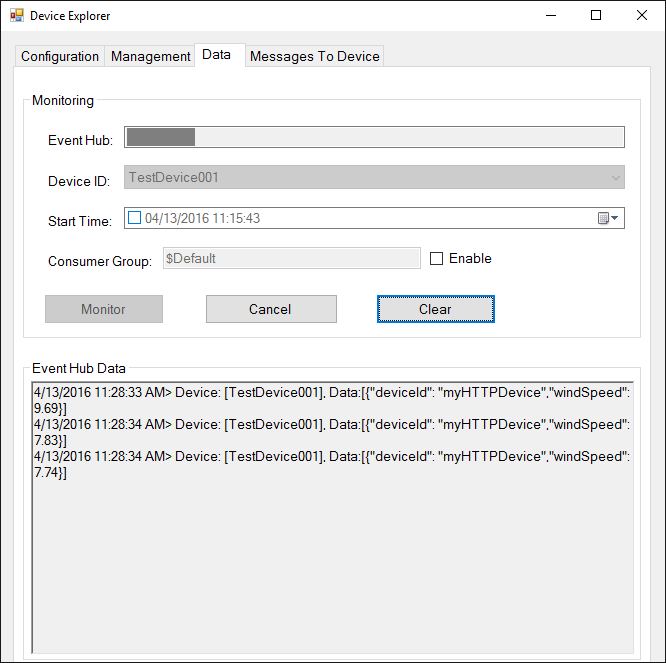 Device Explorer
Configuration Management Data Messages To Device
Monitoring
Event Hub:
Device ID: TestDevice001
Start Time: 04/13/2016 11:15:43
Consumer Group: $Default Enable
Monitor Cancel Clear
Event Hub Data
4/13/2016 11:28:33 AM> Device: [TestDevice001], Data:[{"deviceId": "myHTTPDevice","windSpeed":
9.69}]
4/13/2016 11:28:34 AM> Device: [TestDevice001], Data:[{"deviceId": "myHTTPDevice","windSpeed":
7.83}]
4/13/2016 11:28:34 AM> Device: [TestDevice001], Data:[{"deviceId": "myHTTPDevice","windSpeed":
7.74}]